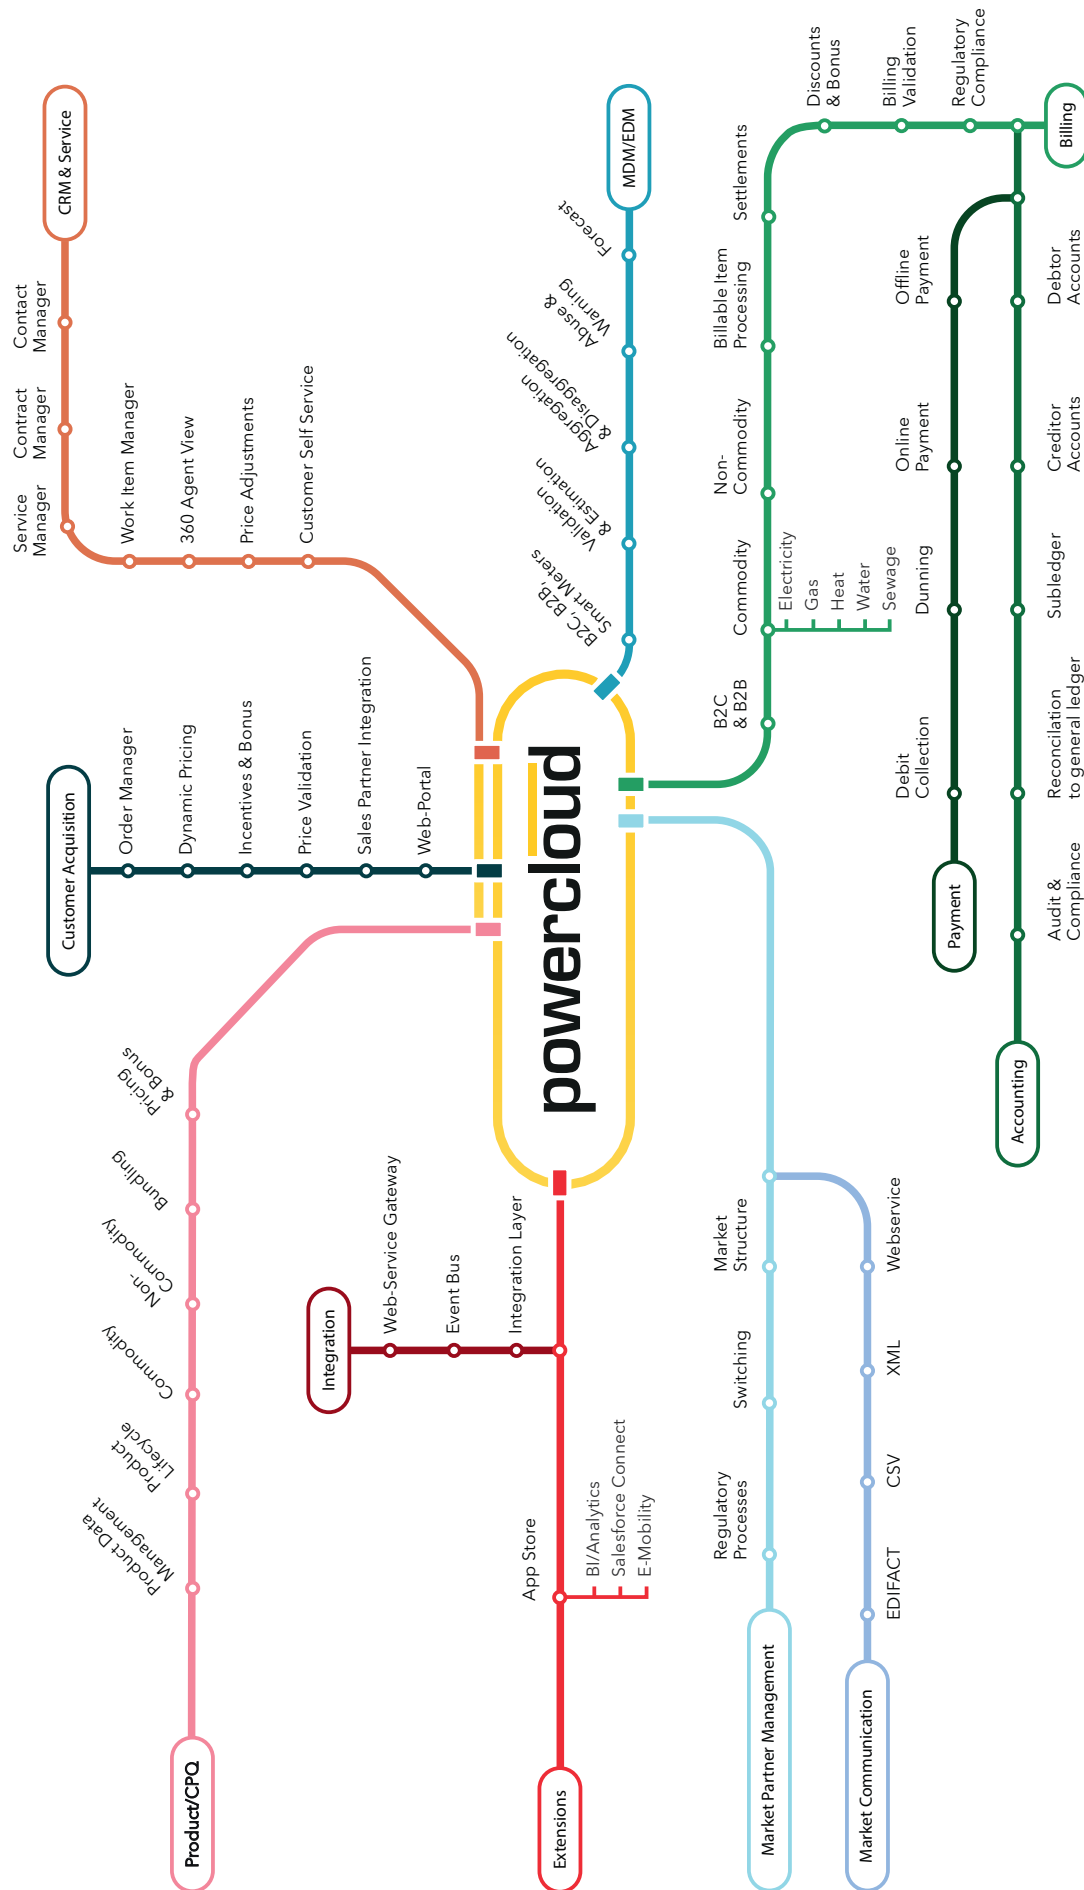 Product/CPQ
Product Data
Management
Product
Lifecycle
Commodity
Non-
Commodity
Bundling
Pricing
& Bonus
Customer Acquisition
Order Manager
Dynamic Pricing
Incentives & Bonus
Price Validation
Sales Partner Integration
Web-Portal
CRM & Service
Contact
Manager
Contract
Manager
Service
Manager
Work Item Manager
360 Agent View
Price Adjustments
Customer Self Service
Integration
Web-Service Gateway
Event Bus
Integration Layer
Extensions
App Store
BI/Analytics
Salesforce Connect
E-Mobility
powercloud
MDM/EDM
B2C, B2B,
Smart Meters
Validation
& Estimation
Aggregation
& Disaggregation
Abuse &
Warning
Forecast
Market Partner Management
Regulatory
Processes
Switching
Market
Structure
Market Communication
EDIFACT
CSV
XML
Webservice
B2C
& B2B
Commodity
Electricity
Gas
Heat
Water
Sewage
Non-
Commodity
Billable Item
Processing
Settlements
Discounts
& Bonus
Billing
Validation
Regulatory
Compliance
Billing
Payment
Debit
Collection
Dunning
Online
Payment
Offline
Payment
Accounting
Audit &
Compliance
Reconcilation
to general ledger
Subledger
Creditor
Accounts
Debtor
Accounts